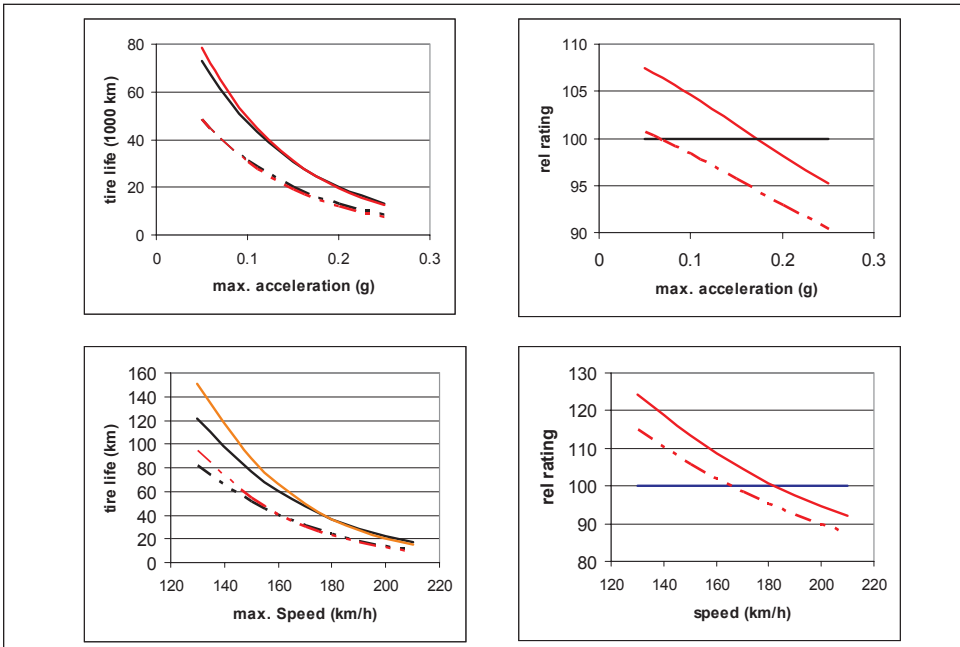 80
60
40
20
0
0 0.1 0.2 0.3
tire life (1000 km)
max. acceleration (g)
110
105
100
95
90
0 0.1 0.2 0.3
rel rating
max. acceleration (g)
160
140
120
100
80
60
40
20
0
120 140 160 180 200 220
tire life (km)
max. Speed (km/h)
130
120
110
100
90
80
120 140 160 180 200 220
rel rating
speed (km/h)